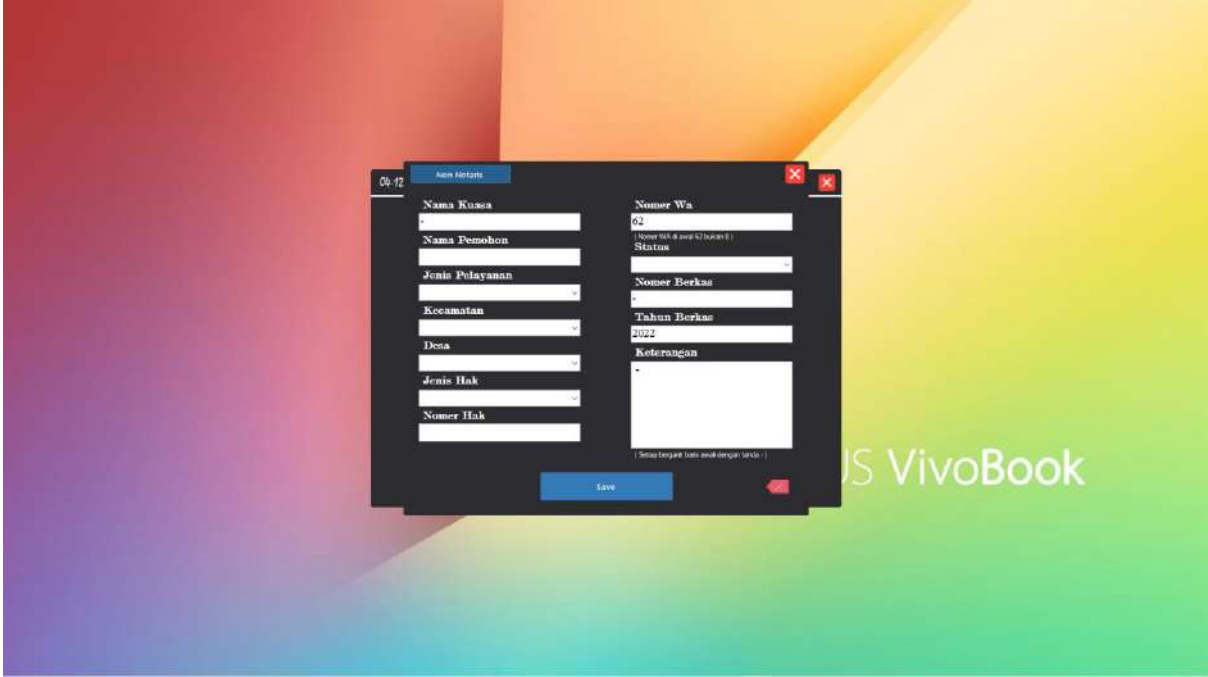 04-12
Non Notaris
Nama Kuasa
-
Nama Pemohon
Jenis Pelayanan
Kecamatan
Desa
Jenis Hak
Nomer Hak
Nomer Wa
62
( Nomer WA di awal 62 bukan 0 )
Status
Nomer Berkas
-
Tahun Berkas
2022
Keterangan
-
( Setiap berganti baris awali dengan tanda - )
Save
US VivoBook